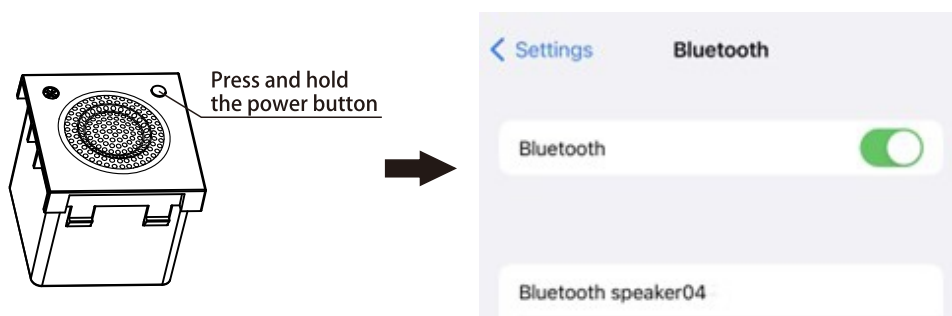 Press and hold
the power button
Settings
Bluetooth
Bluetooth
Bluetooth speaker04